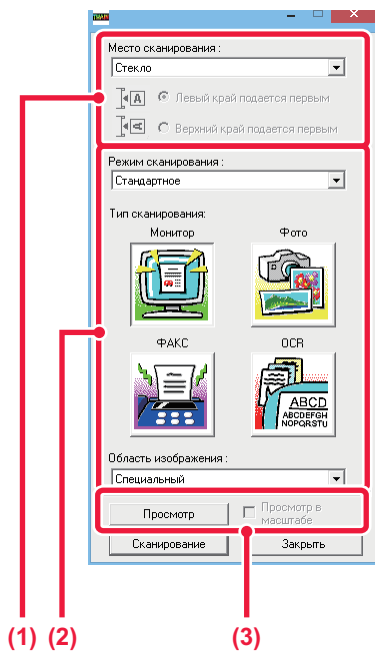 TWAIN
Место сканирования :
Стекло
A Левый край подается первым
A Верхний край подается первым
Режим сканирования :
Стандартное
Тип сканирования:
Монитор Фото
ФАКС OCR
ABCD
ABCDEFGH
NOPQRSTU
Область изображения :
Специальный
Просмотр Просмотр в
масштабе
Сканирование Закрыть
(1) (2) (3)